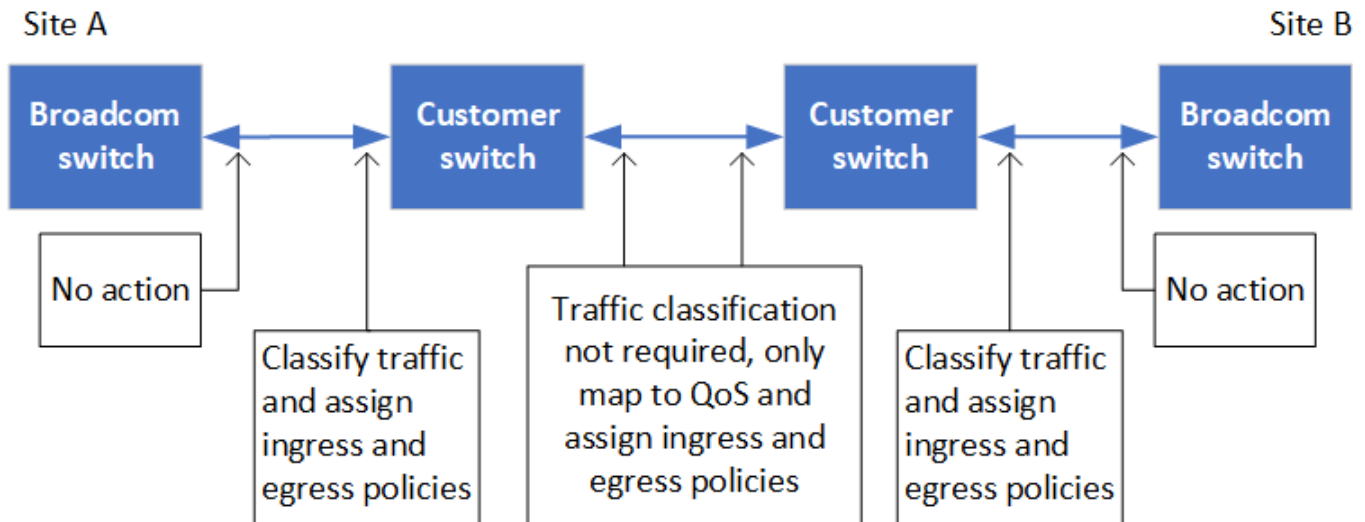 Site A
Site B
Broadcom
switch
Customer
switch
Customer
switch
Broadcom
switch
No action
Classify traffic
and assign
ingress and
egress policies
Traffic classification
not required, only
map to QoS and
assign ingress and
egress policies
Classify traffic
and assign
ingress and
egress policies
No action